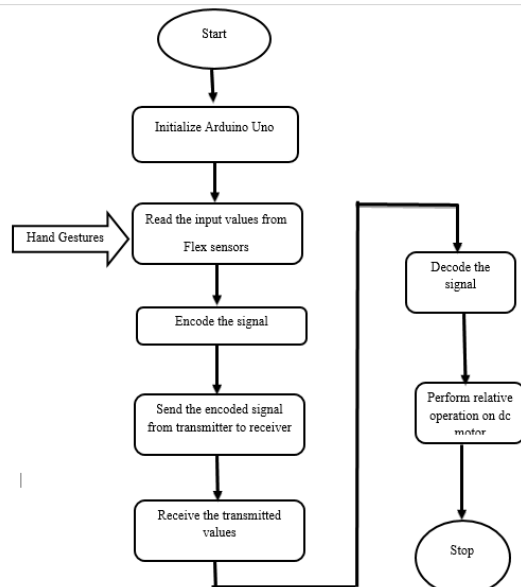 Start
Initialize Arduino Uno
Read the input values from
Flex sensors
Hand Gestures
Encode the signal
Send the encoded signal
from transmitter to receiver
Receive the transmitted
values
Decode the
signal
Perform relative
operation on dc
motor
Stop